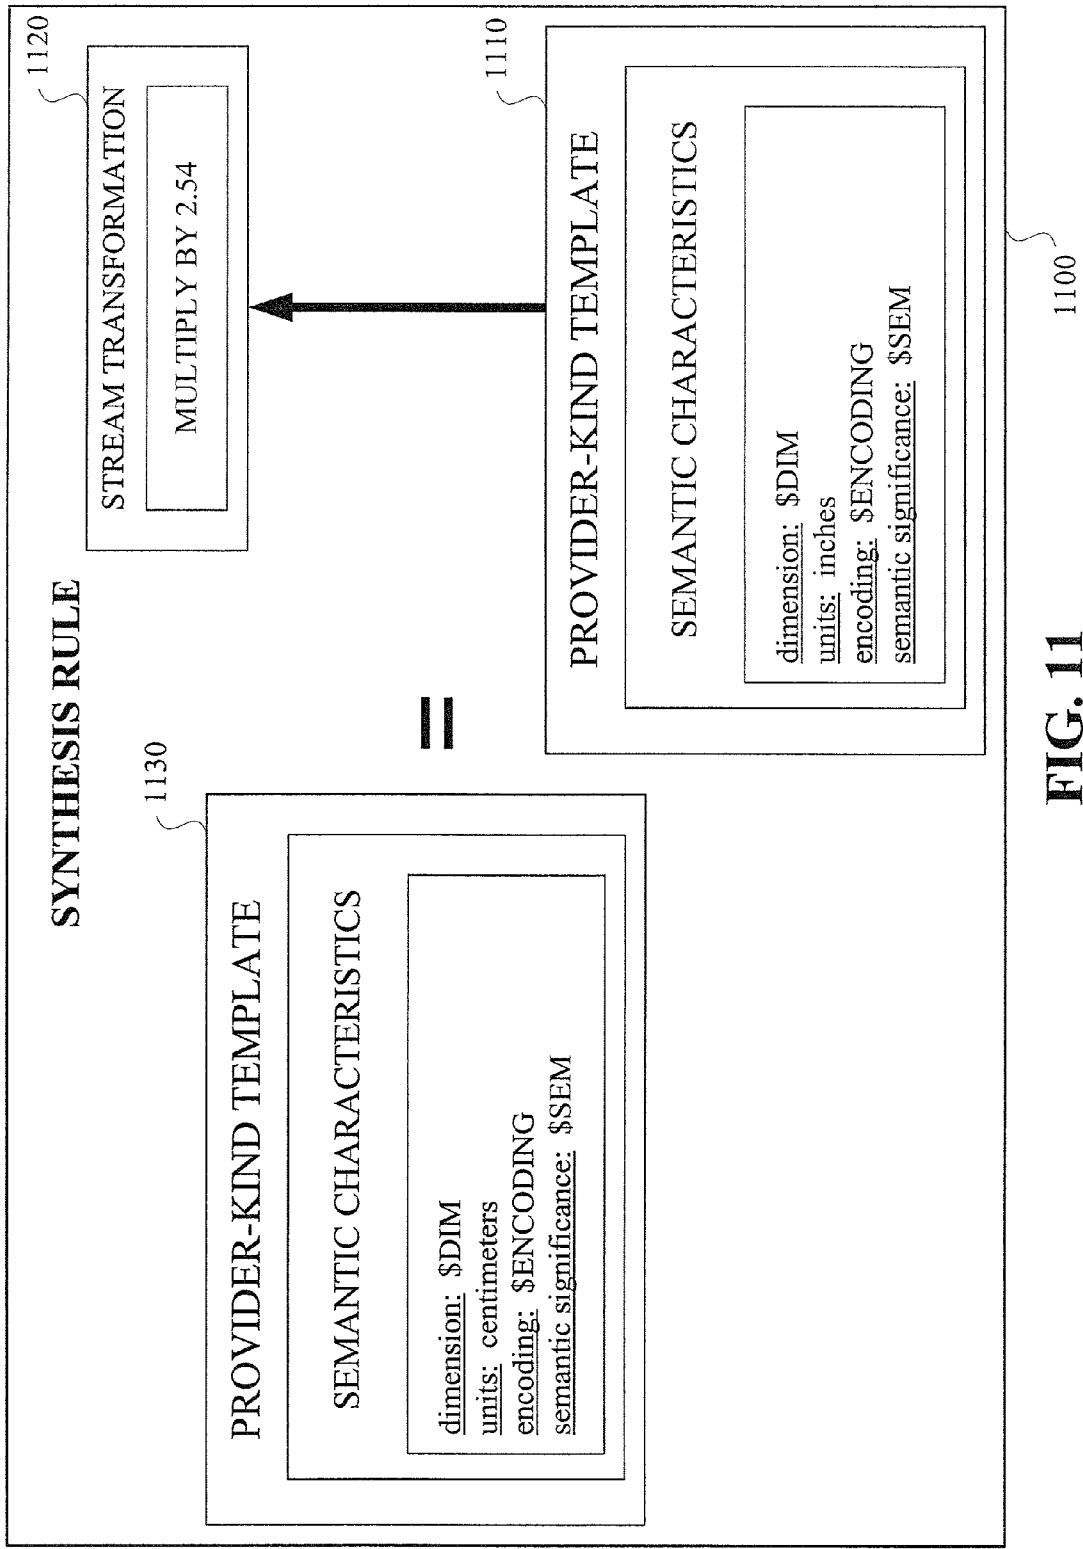 SYNTHESIS RULE
1130
PROVIDER-KIND TEMPLATE
SEMANTIC CHARACTERISTICS
dimension: $DIM
units: centimeters
encoding: $ENCODING
semantic significance: $SEM
=
1120
STREAM TRANSFORMATION
MULTIPLY BY 2.54
1110
PROVIDER-KIND TEMPLATE
SEMANTIC CHARACTERISTICS
dimension: $DIM
units: inches
encoding: $ENCODING
semantic significance: $SEM
1100
FIG. 11